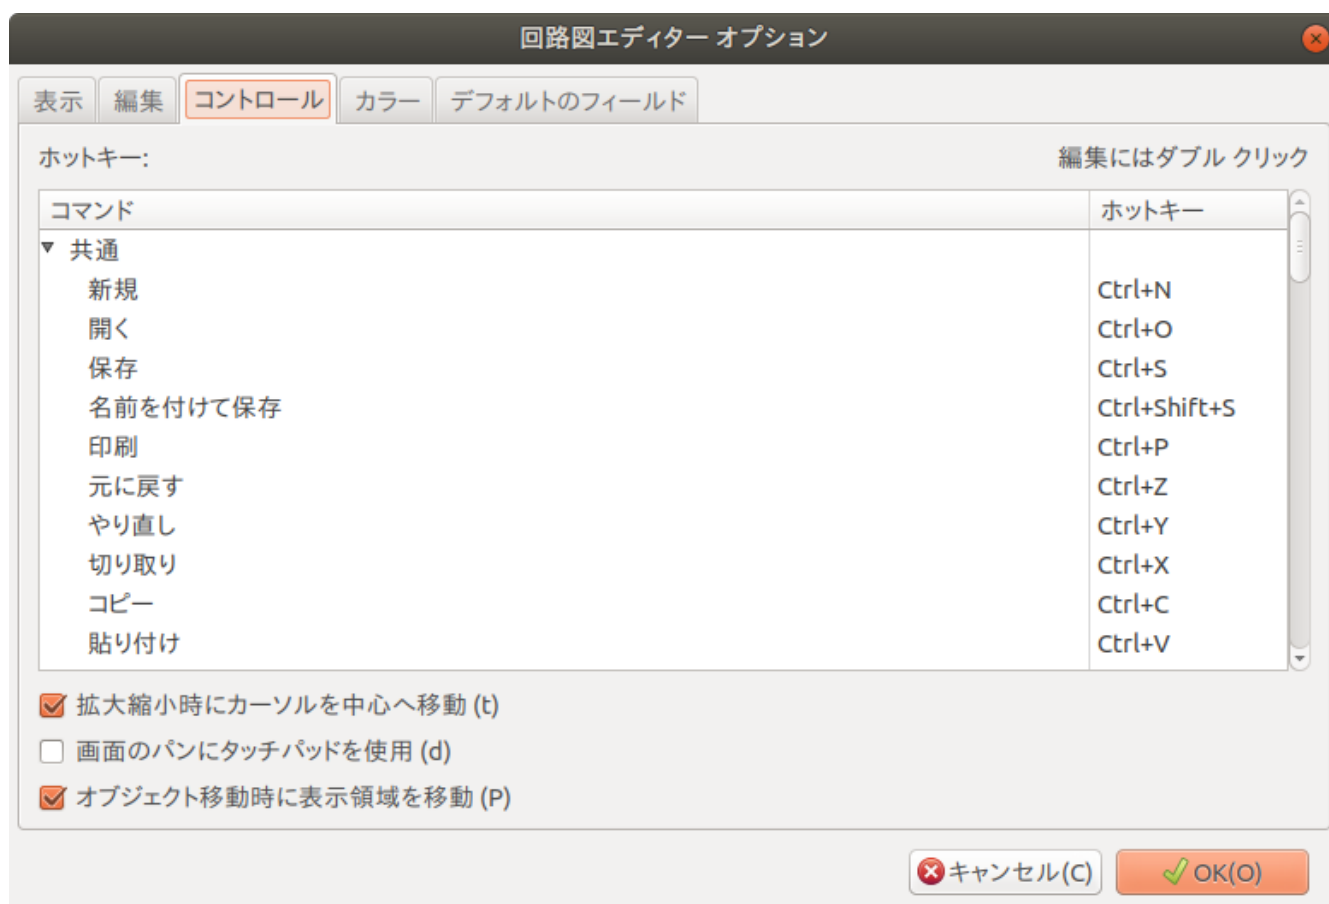 回路図エディター オプション
表示 編集 コントロール カラー デフォルトのフィールド
ホットキー: 編集にはダブル クリック
コマンド ホットキー
共通
新規 Ctrl+N
開く Ctrl+O
保存 Ctrl+S
名前を付けて保存 Ctrl+Shift+S
印刷 Ctrl+P
元に戻す Ctrl+Z
やり直し Ctrl+Y
切り取り Ctrl+X
コピー Ctrl+C
貼り付け Ctrl+V
拡大縮小時にカーソルを中心へ移動 (t)
画面のパンにタッチパッドを使用 (d)
オブジェクト移動時に表示領域を移動 (P)
キャンセル(C) OK(O)